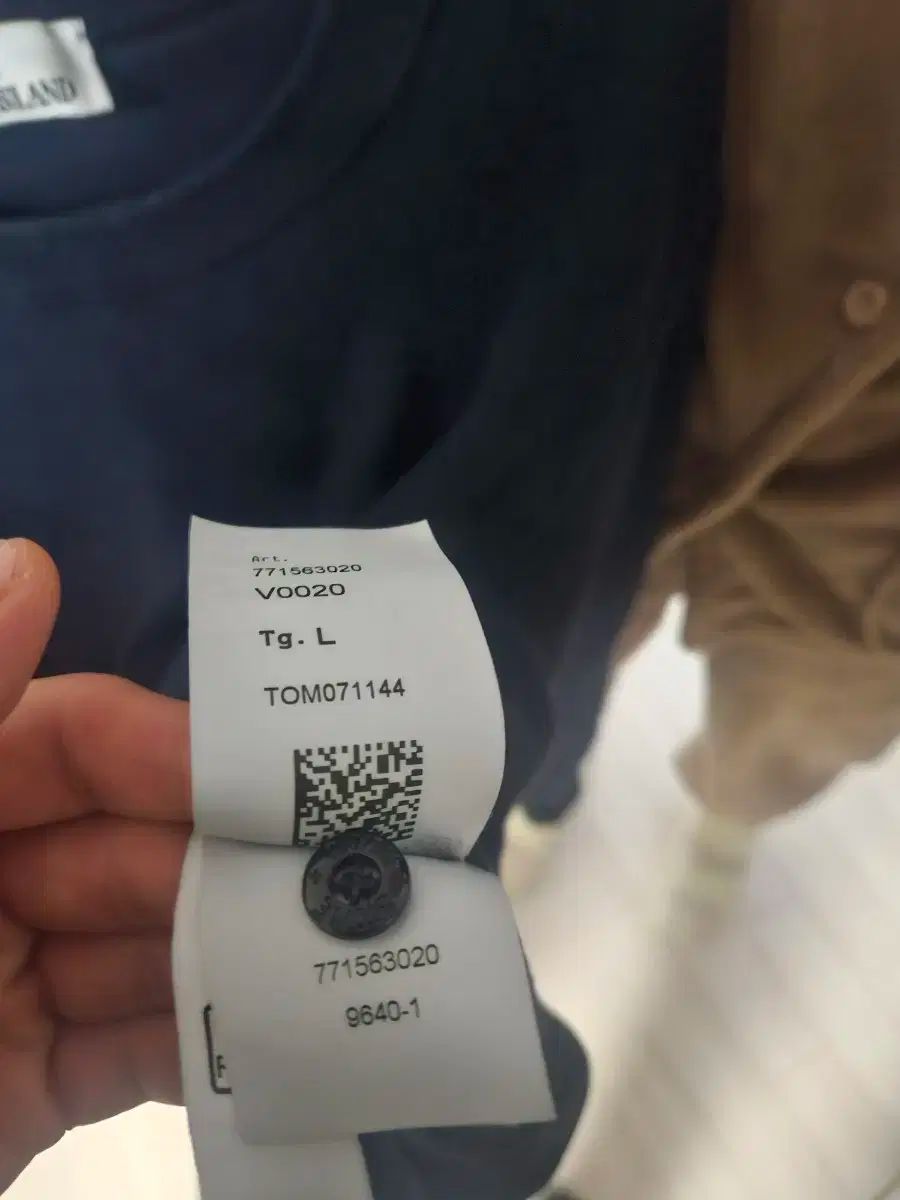 ISLAND
Art.
771563020
V0020
Tg. L
TOM071144
771563020
9640-1
F